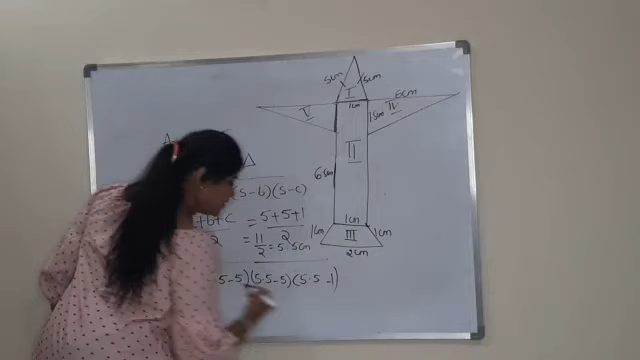 5cm 5cm
I
1cm 6cm
V 1.5cm IV
II
6.5cm
Δ
s-b)(s-c)
+b+c = 5+5+1
2 2
= 11 = 5.5cm
2
1cm
1cm III 1cm
2cm
.5-5)(5.5-5)(5.5-1)